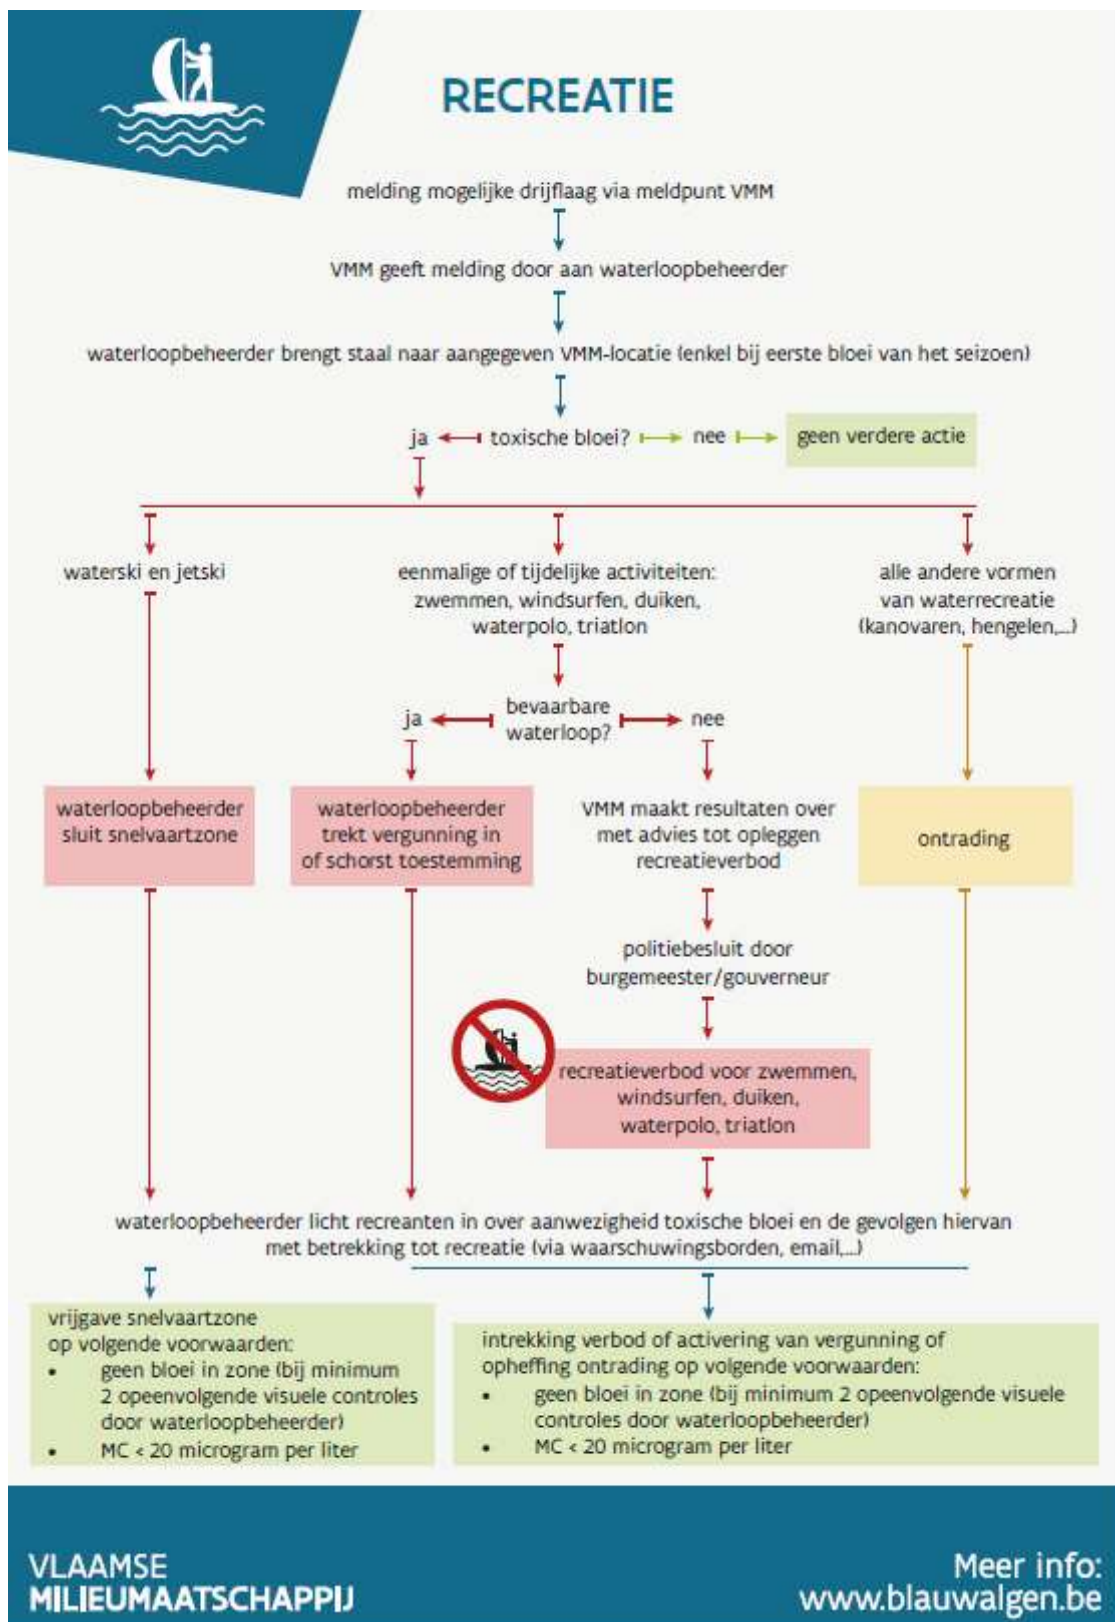 RECREATIE
melding mogelijke drijflaag via meldpunt VMM
VMM geeft melding door aan waterloopbeheerder
waterloopbeheerder brengt staal naar aangegeven VMM-locatie (enkel bij eerste bloei van het seizoen)
ja
toxische bloei?
nee
geen verdere actie
waterski en jetski
eenmalige of tijdelijke activiteiten:
zwemmen, windsurfen, duiken,
waterpolo, triatlon
alle andere vormen
van waterrecreatie
(kanovaren, hengelen,...)
ja
bevaarbare
waterloop?
nee
waterloopbeheerder
sluit snelvaartzone
waterloopbeheerder
trekt vergunning in
of schorst toestemming
VMM maakt resultaten over
met advies tot opleggen
recreatieverbod
ontrading
politiebesluit door
burgemeester/gouverneur
recreatieverbod voor zwemmen,
windsurfen, duiken,
waterpolo, triatlon
waterloopbeheerder licht recreanten in over aanwezigheid toxische bloei en de gevolgen hiervan
met betrekking tot recreatie (via waarschuwingsborden, email,...)
vrijgave snelvaartzone
op volgende voorwaarden:
• geen bloei in zone (bij minimum
2 opeenvolgende visuele controles
door waterloopbeheerder)
• MC < 20 microgram per liter
intrekking verbod of activering van vergunning of
opheffing ontrading op volgende voorwaarden:
• geen bloei in zone (bij minimum 2 opeenvolgende visuele
controles door waterloopbeheerder)
• MC < 20 microgram per liter
VLAAMSE
MILIEUMAATSCHAPPIJ
Meer info:
www.blauwalgen.be